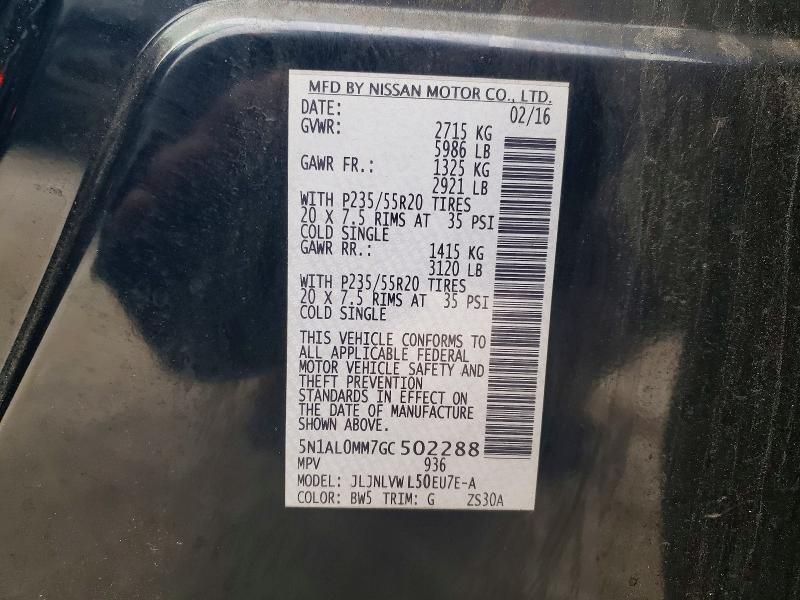 MFD BY NISSAN MOTOR CO., LTD.
DATE: 02/16
GVWR: 2715 KG
5986 LB
GAWR FR.: 1325 KG
2921 LB
WITH P235/55R20 TIRES
20 X 7.5 RIMS AT 35 PSI
COLD SINGLE
GAWR RR.: 1415 KG
3120 LB
WITH P235/55R20 TIRES
20 X 7.5 RIMS AT 35 PSI
COLD SINGLE
THIS VEHICLE CONFORMS TO
ALL APPLICABLE FEDERAL
MOTOR VEHICLE SAFETY AND
THEFT PREVENTION
STANDARDS IN EFFECT ON
THE DATE OF MANUFACTURE
SHOWN ABOVE.
5N1AL0MM7GC502288
MPV 936
MODEL: JLJNLVWL50EU7E-A
COLOR: BW5 TRIM: G ZS30A